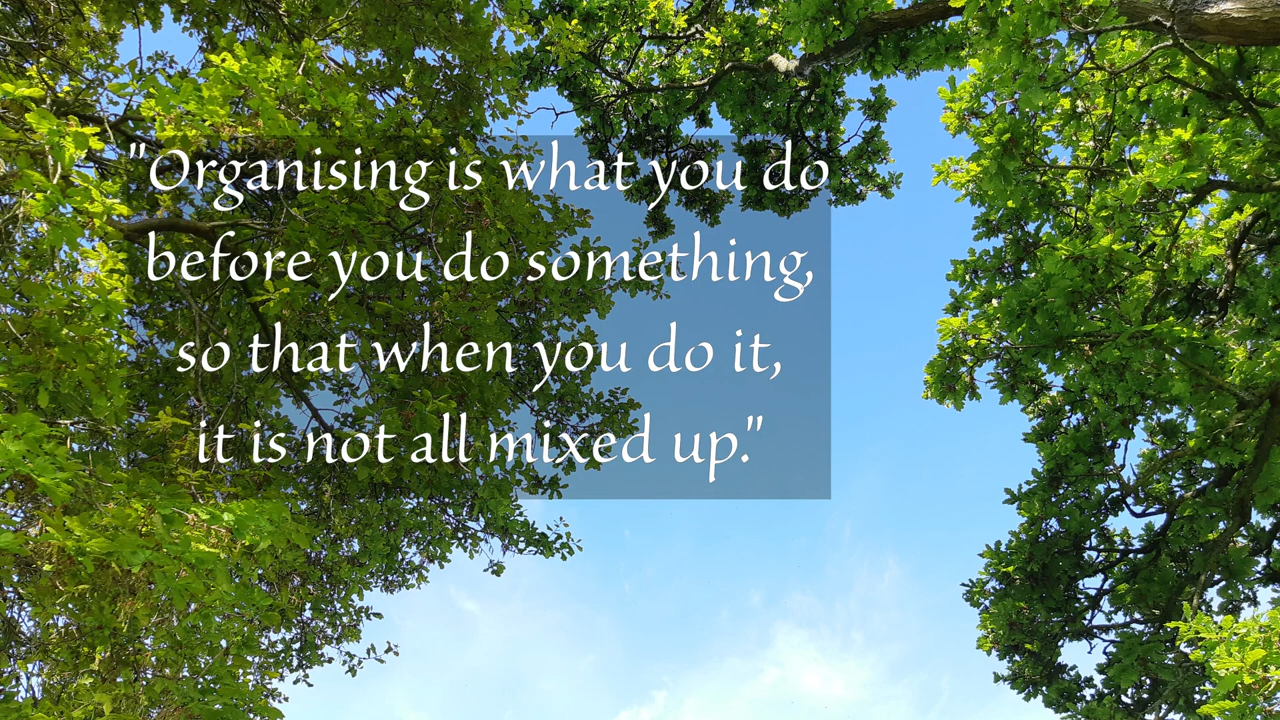 "Organising is what you do
before you do something,
so that when you do it,
it is not all mixed up."